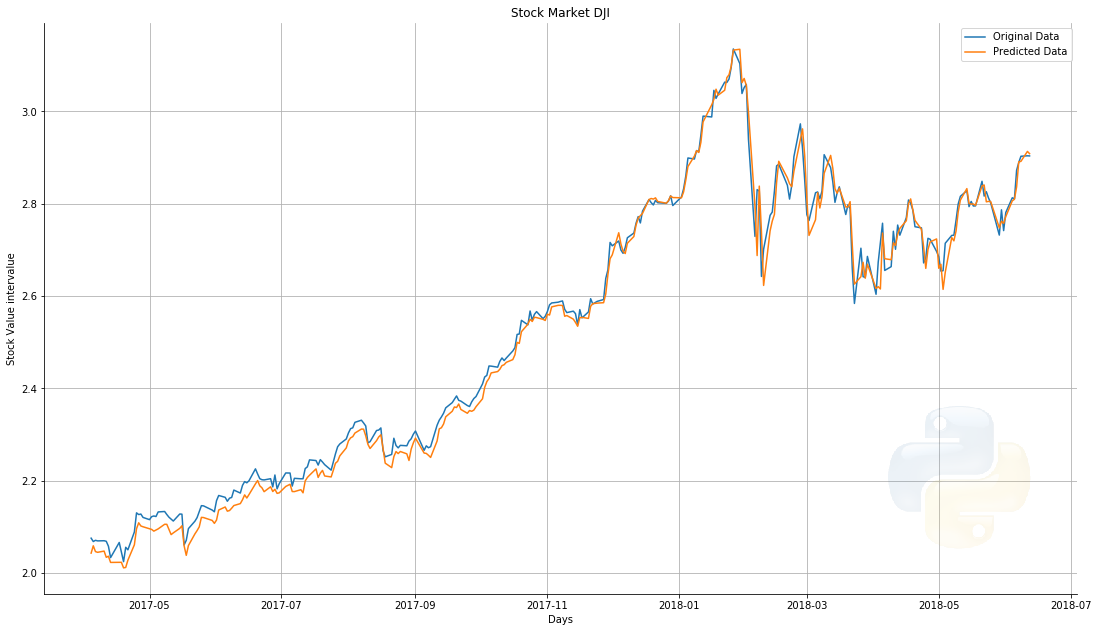 Stock Market DJI
Original Data
Predicted Data
Stock Value intervalue
3.0
2.8
2.6
2.4
2.2
2.0
2017-05
2017-07
2017-09
2017-11
2018-01
2018-03
2018-05
2018-07
Days